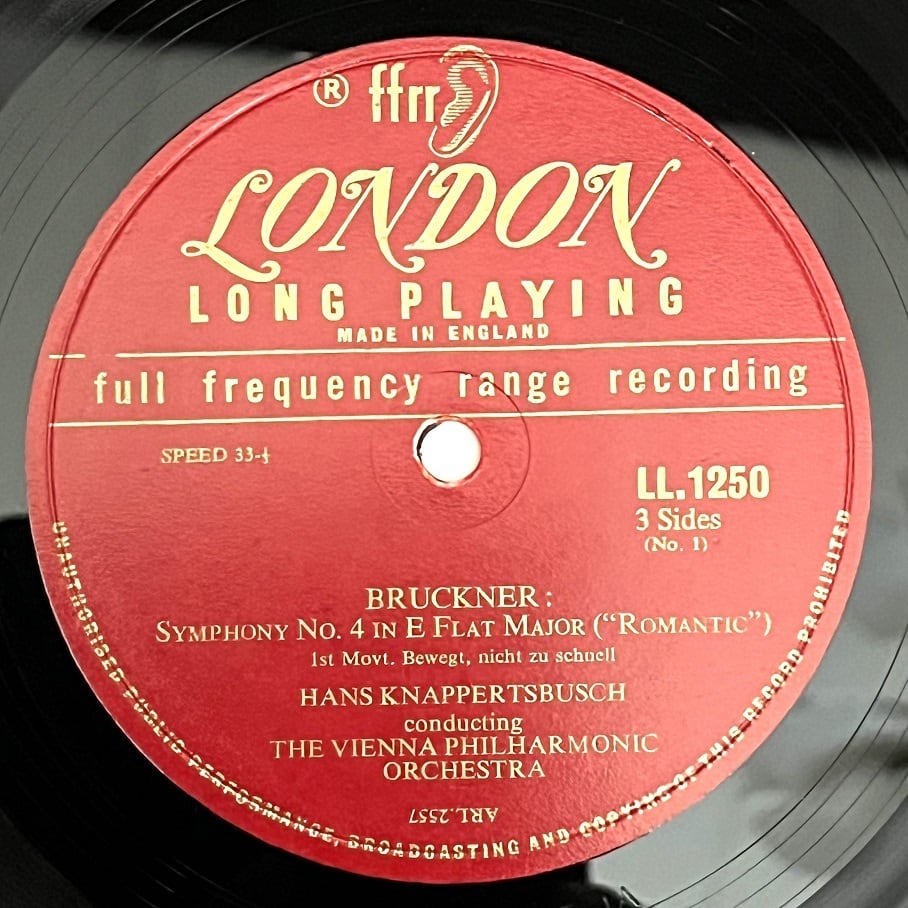 ® ffrr
LONDON
LONG PLAYING
MADE IN ENGLAND
full frequency range recording
SPEED 33-⅓
LL.1250
3 Sides
(No. 1)
BRUCKNER:
SYMPHONY NO. 4 IN E FLAT MAJOR (“ROMANTIC”)
1st Movt. Bewegt, nicht zu schnell
HANS KNAPPERTSBUSCH
conducting
THE VIENNA PHILHARMONIC
ORCHESTRA
ARL.2557
UNAUTHORISED PUBLIC PERFORMANCE, BROADCASTING AND COPYING OF THIS RECORD PROHIBITED